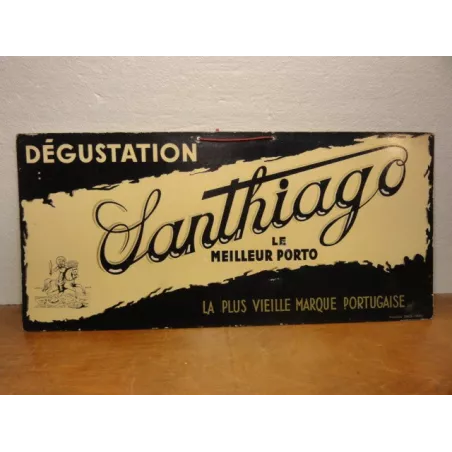 DÉGUSTATION
Santhiago
LE
MEILLEUR PORTO
LA PLUS VIEILLE MARQUE PORTUGAISE